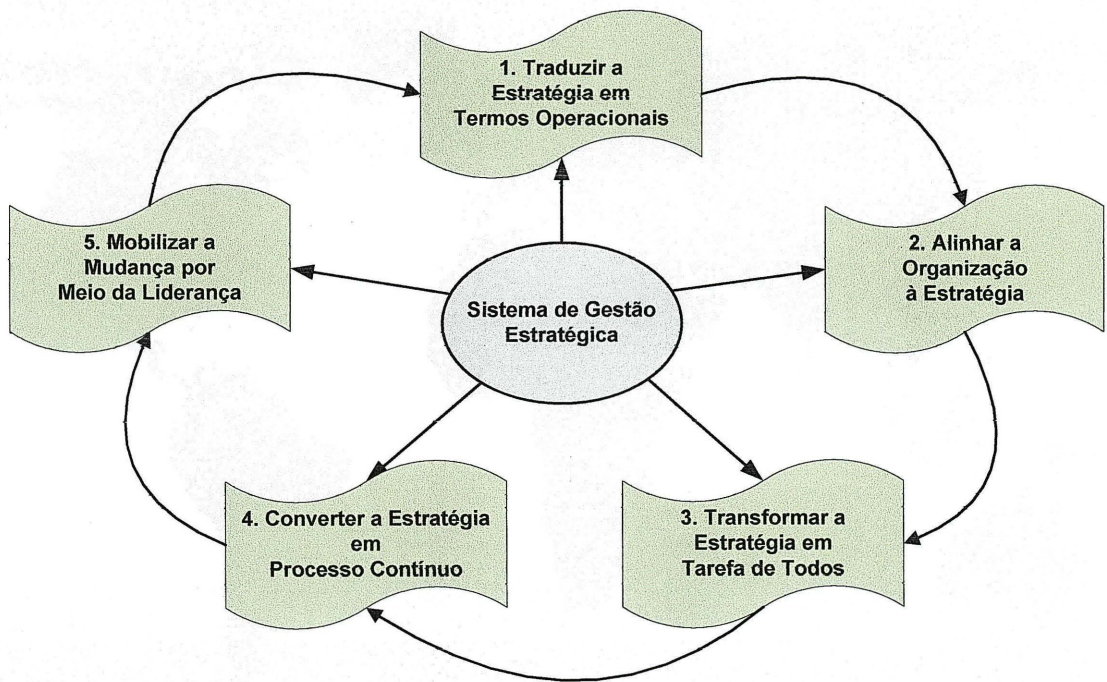 1. Traduzir a
Estratégia em
Termos Operacionais
5. Mobilizar a
Mudança por
Meio da Liderança
2. Alinhar a
Organização
à Estratégia
Sistema de Gestão
Estratégica
4. Converter a Estratégia
em
Processo Contínuo
3. Transformar a
Estratégia em
Tarefa de Todos